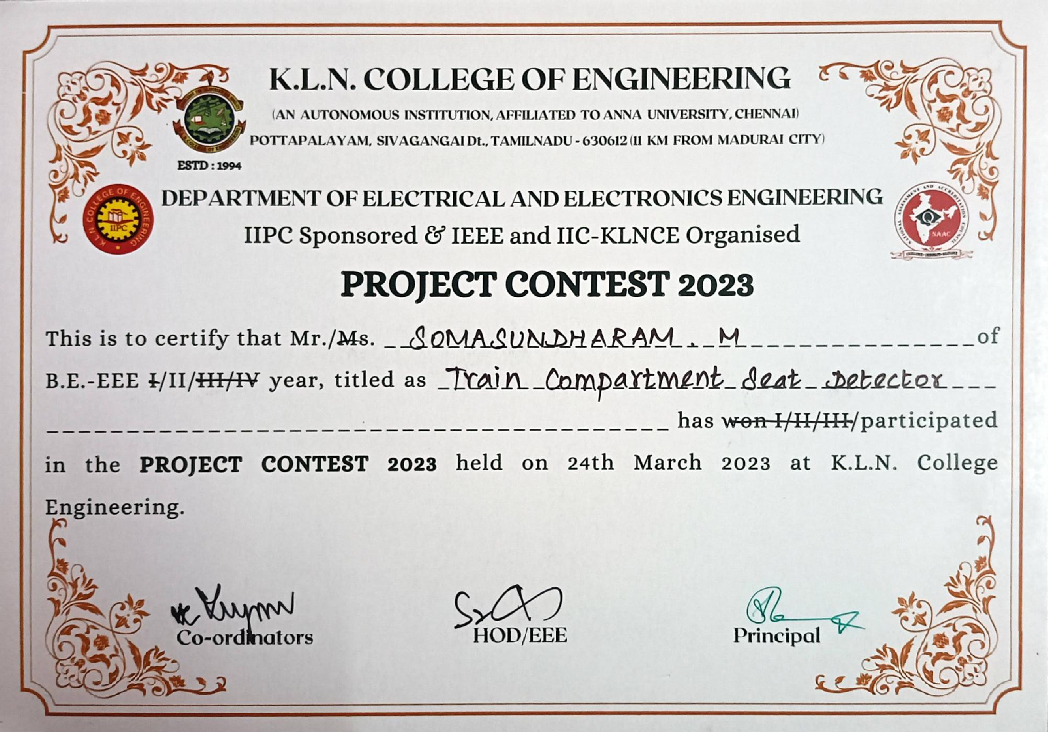 K.L.N. COLLEGE OF ENGINEERING
(AN AUTONOMOUS INSTITUTION, AFFILIATED TO ANNA UNIVERSITY, CHENNAI)
POTTAPALAYAM, SIVAGANGAI Dt., TAMILNADU - 630612 (11 KM FROM MADURAI CITY)
ESTD : 1994
DEPARTMENT OF ELECTRICAL AND ELECTRONICS ENGINEERING
K.L.N COLLEGE OF ENGINEERING
IIPC
NAAC
IIPC Sponsored & IEEE and IIC-KLNCE Organised
PROJECT CONTEST 2023
This is to certify that Mr./Ms. SOMASUNDHARAM. M of
B.E.-EEE I/II/III/IV year, titled as Train Compartment Seat Detector
has won I/II/III/participated
in the PROJECT CONTEST 2023 held on 24th March 2023 at K.L.N. College
Engineering.
Co-ordinators
HOD/EEE
Principal